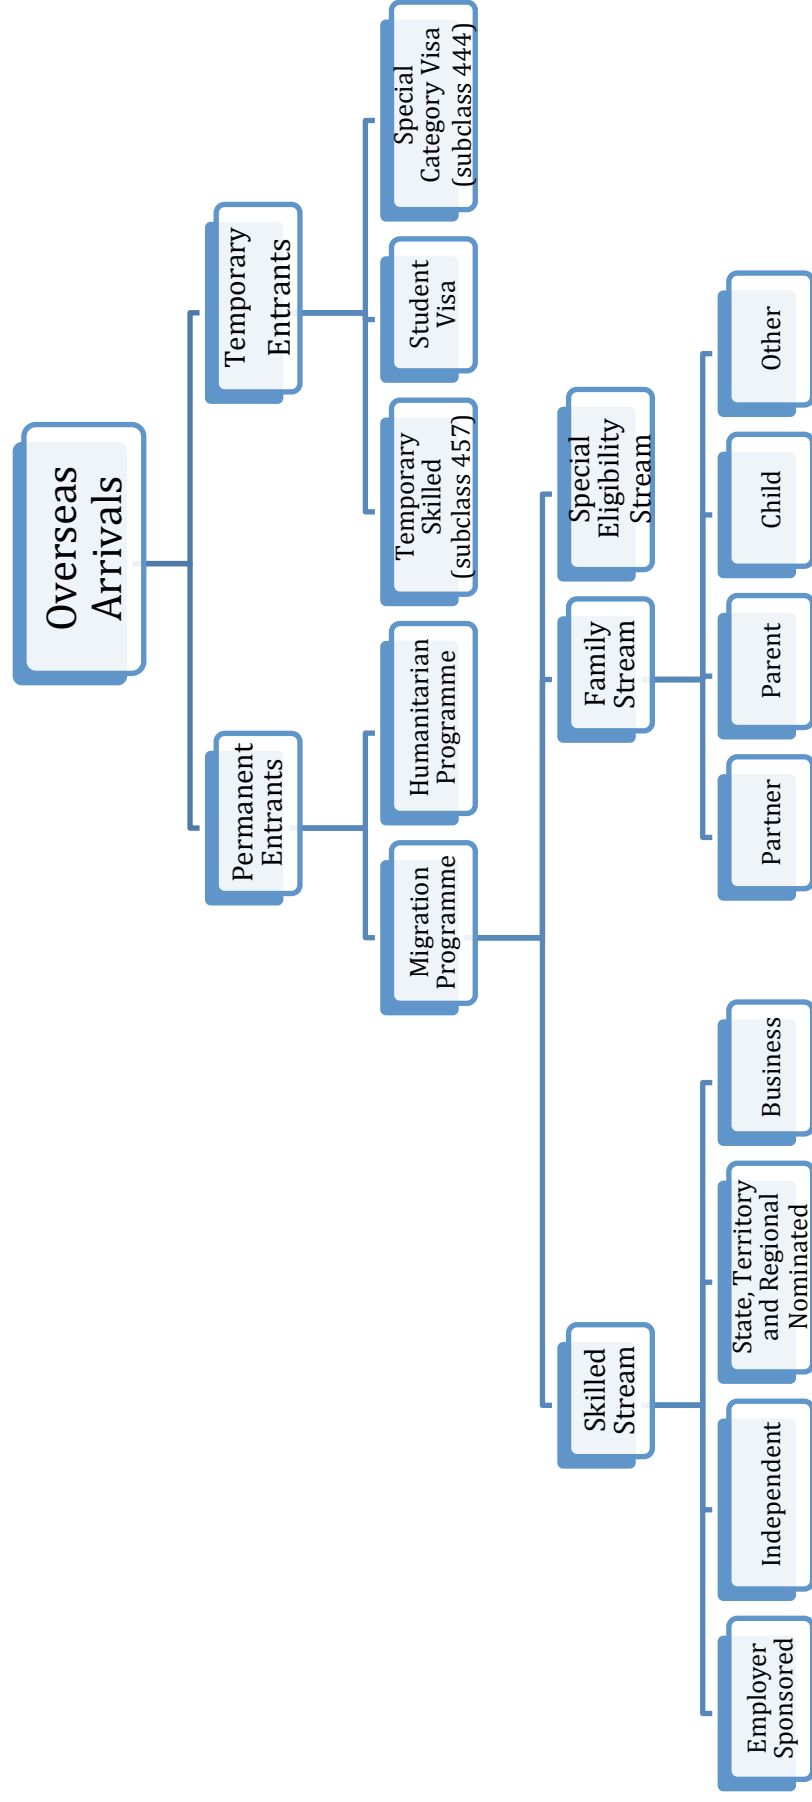 Overseas
Arrivals
Permanent
Entrants
Temporary
Entrants
Migration
Programme
Humanitarian
Programme
Temporary
Skilled
(subclass 457)
Student
Visa
Special
Category Visa
(subclass 444)
Skilled
Stream
Family
Stream
Special
Eligibility
Stream
Employer
Sponsored
Independent
State, Territory
and Regional
Nominated
Business
Partner
Parent
Child
Other